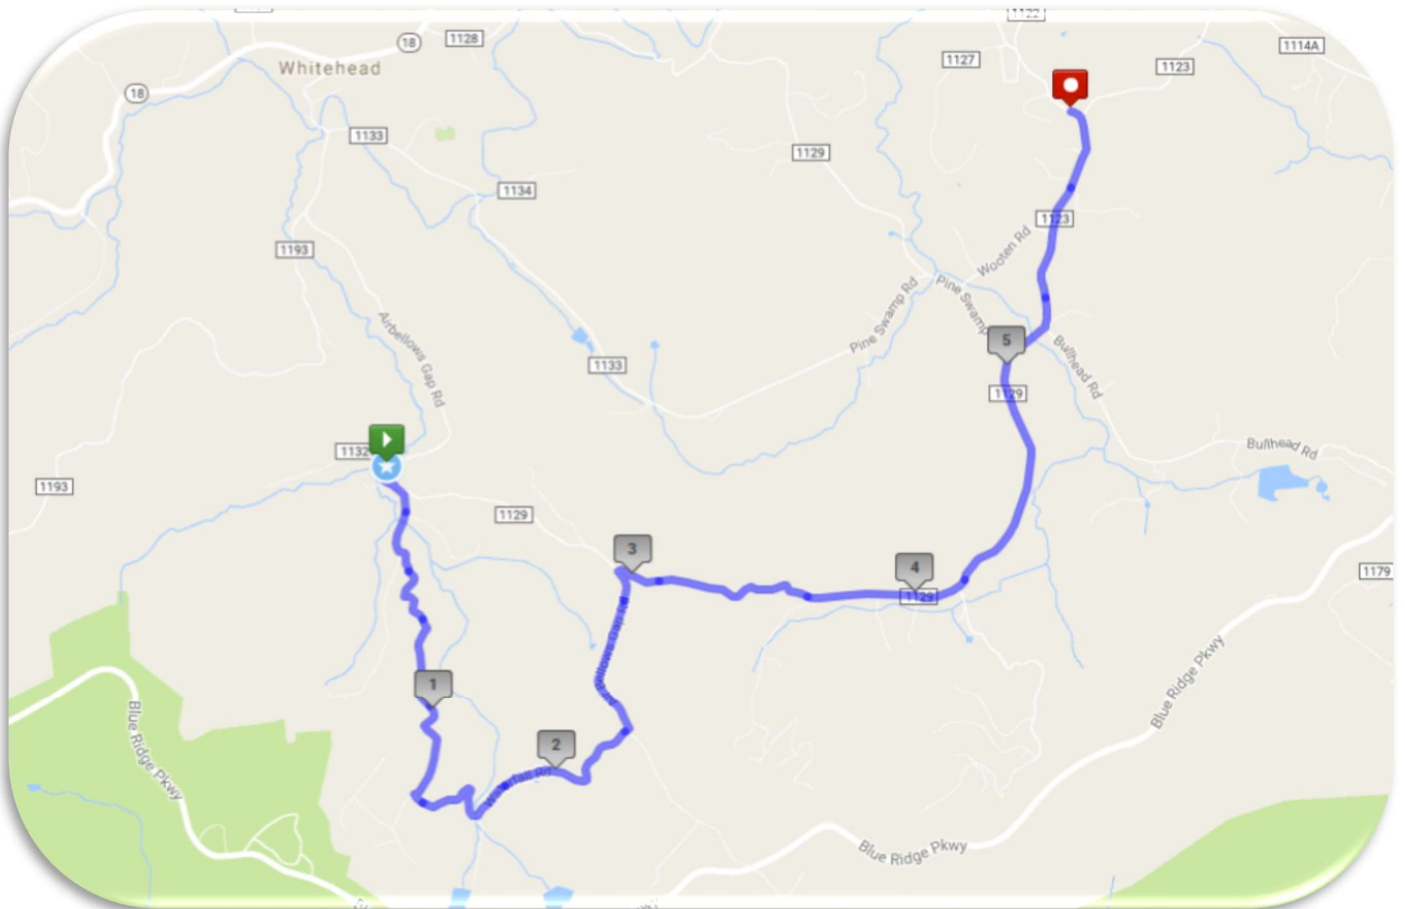 1122
18
1128
1127
1114A
Whitehead
1123
18
1133
1129
1134
1123
1193
Wooten Rd
Pine Swamp Rd
Pine Swamp
Airbellows Gap Rd
5
Bullhead Rd
1133
1129
1132
Bullhead Rd
1193
1129
3
4
1179
1129
1
Blue Ridge Pkwy
Blue Ridge Pkwy
2
Waterfall Rd
Blue Ridge Pkwy